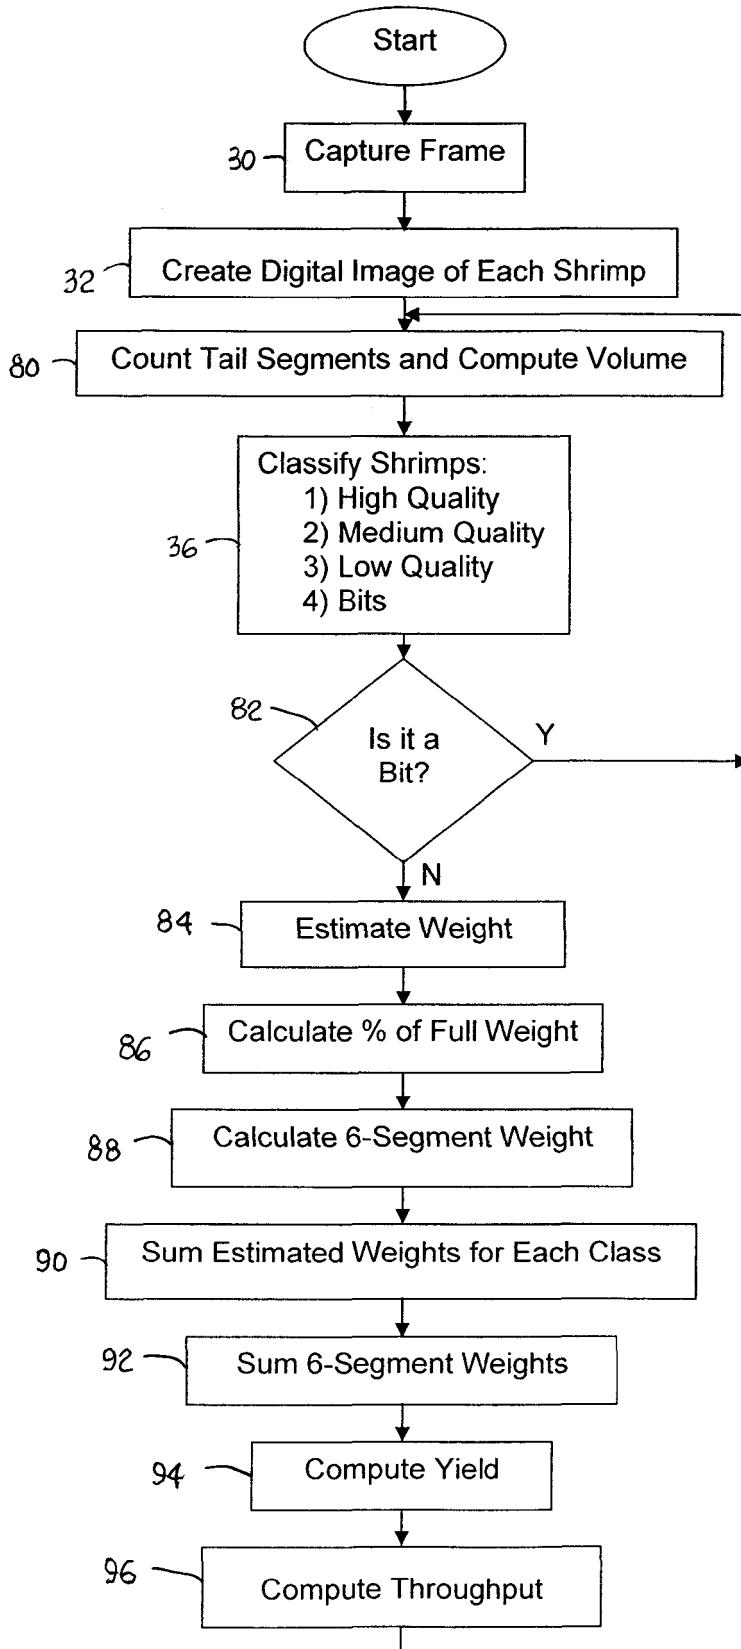 Start
30
Capture Frame
32
Create Digital Image of Each Shrimp
80
Count Tail Segments and Compute Volume
36
Classify Shrimps:
1) High Quality
2) Medium Quality
3) Low Quality
4) Bits
82
Is it a
Bit?
Y
N
84
Estimate Weight
86
Calculate % of Full Weight
88
Calculate 6-Segment Weight
90
Sum Estimated Weights for Each Class
92
Sum 6-Segment Weights
94
Compute Yield
96
Compute Throughput